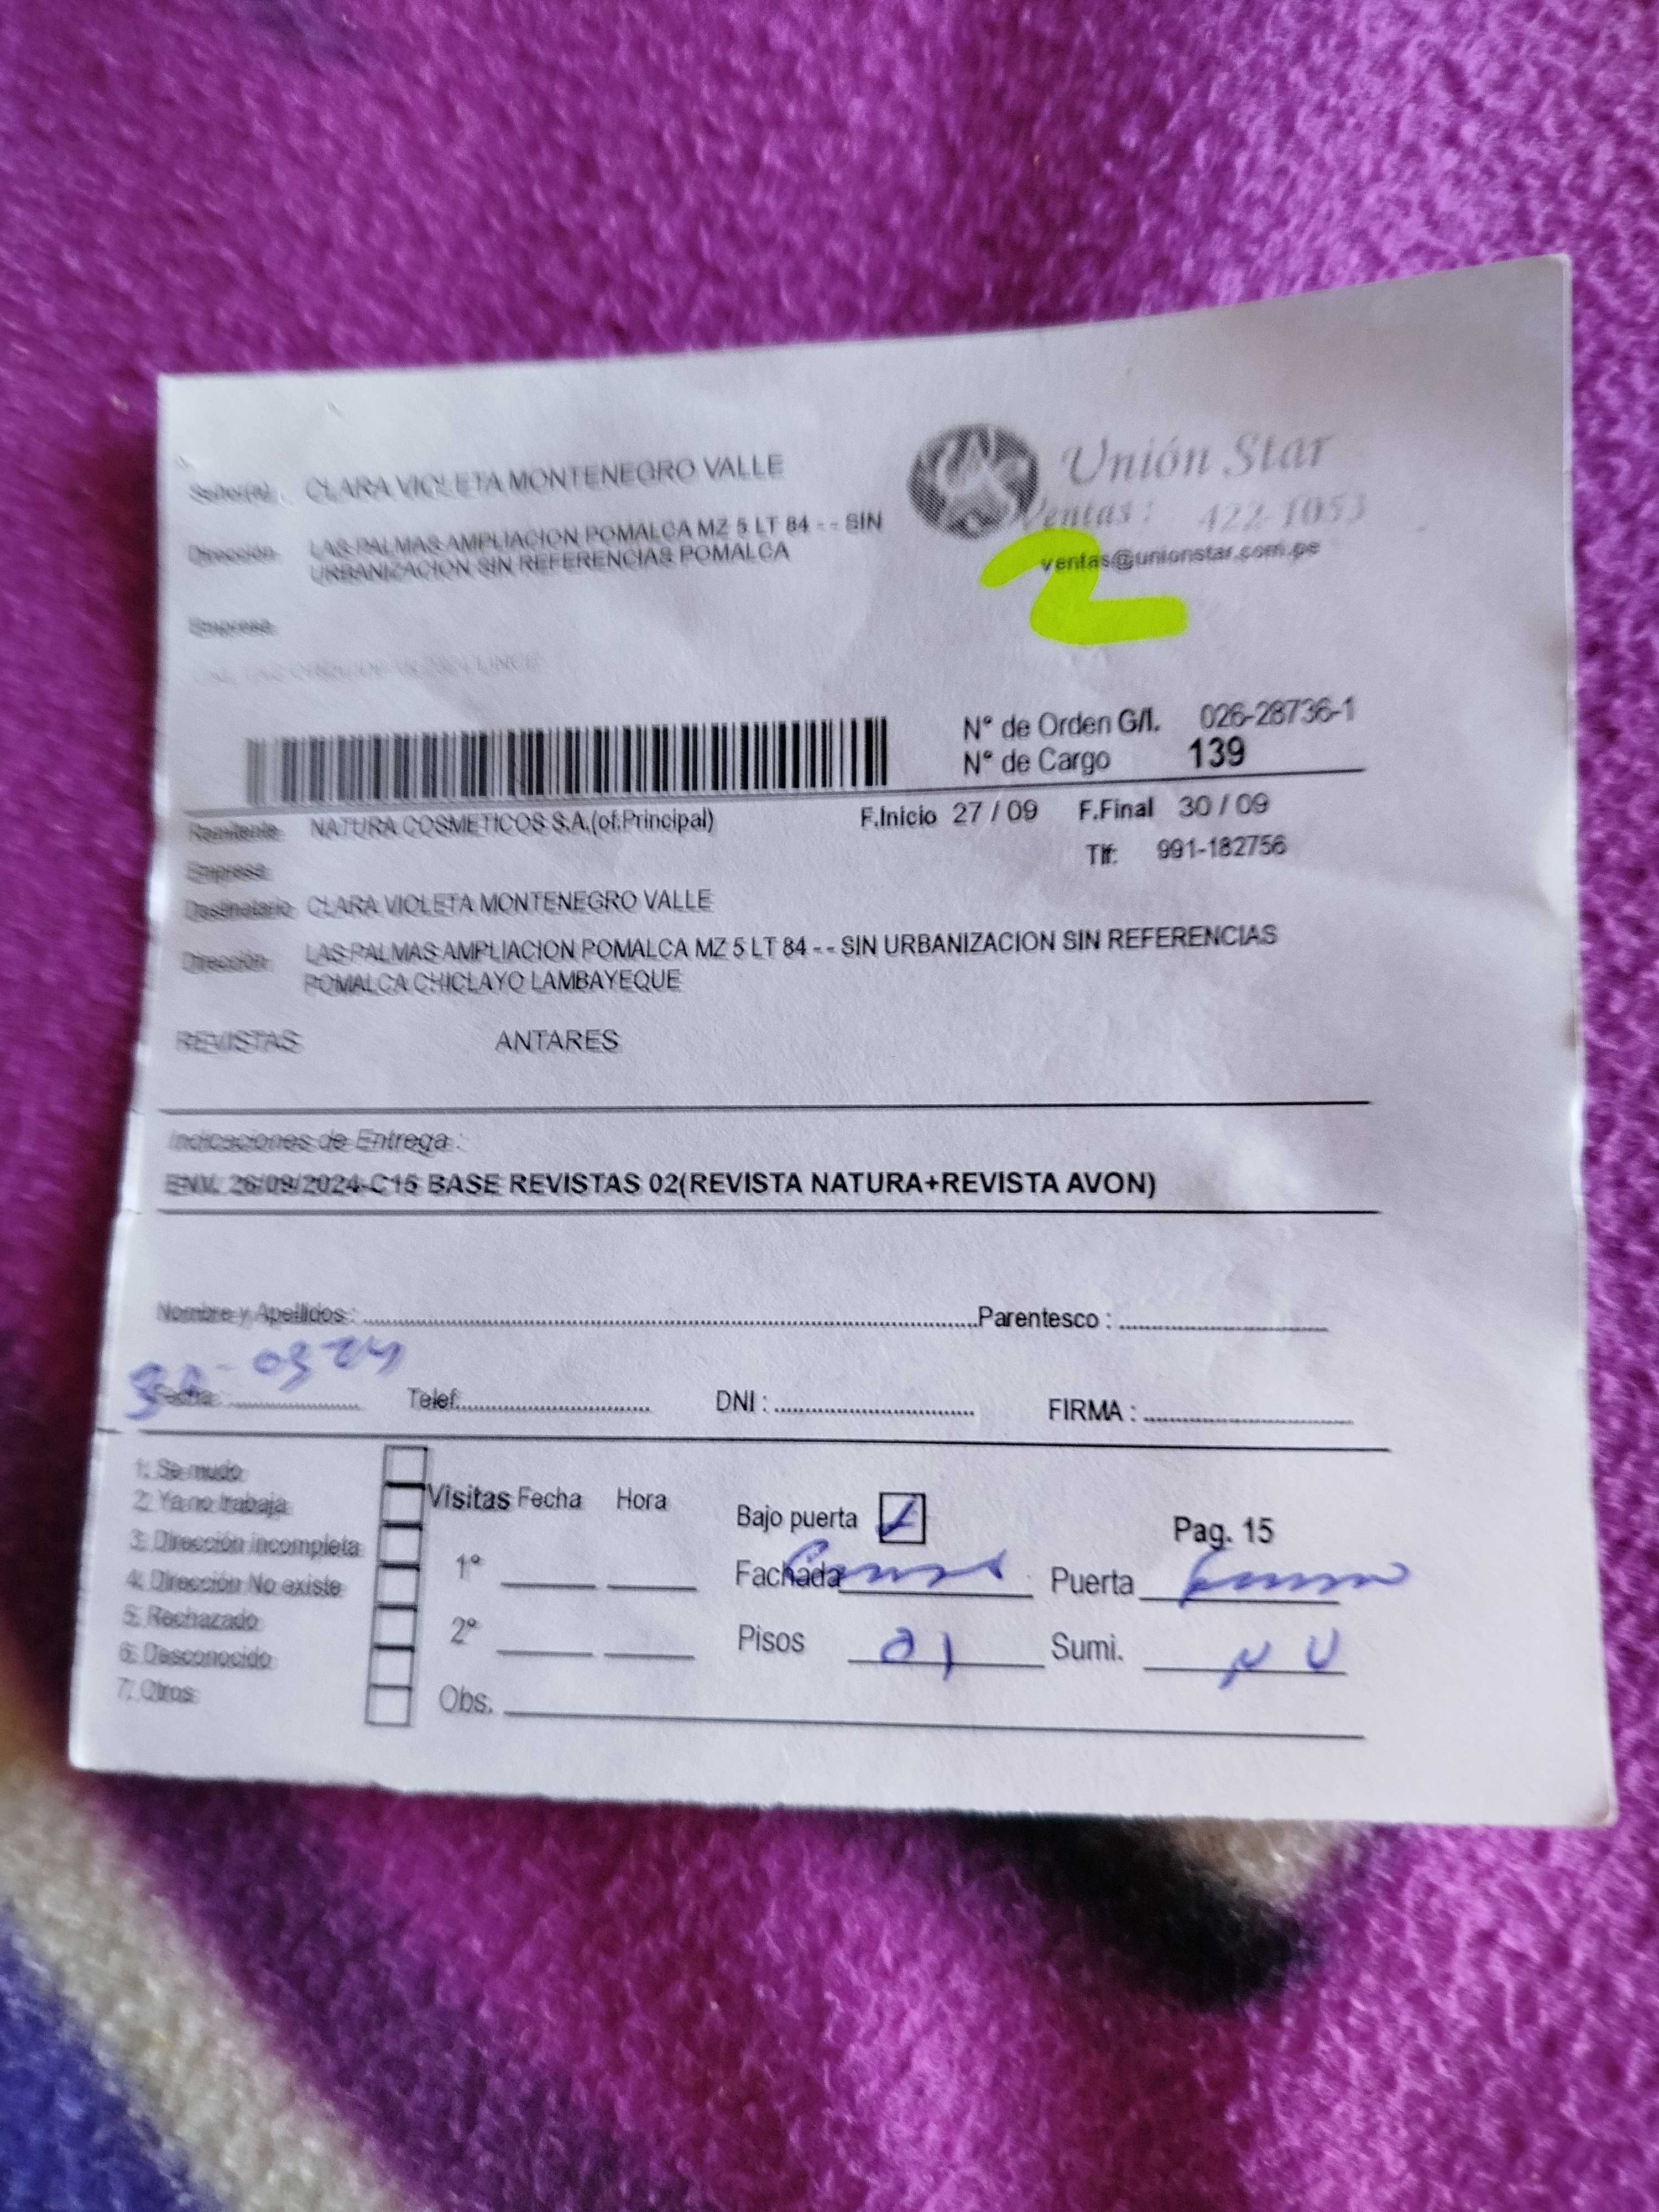 Señor(a). CLARA VIOLETA MONTENEGRO VALLE
Unión Star
Ventas: 422-1053
ventas@unionstar.com.pe
2
Dirección LAS PALMAS AMPLIACION POMALCA MZ 5 LT 84 - - SIN
URBANIZACION SIN REFERENCIAS POMALCA
Empresa
N° de Orden G/I. 026-28736-1
N° de Cargo 139
Remitente NATURA COSMETICOS S.A.(of.Principal) F.Inicio 27 / 09 F.Final 30 / 09
Empresa Tlf: 991-182756
Destinatario CLARA VIOLETA MONTENEGRO VALLE
Dirección LAS PALMAS AMPLIACION POMALCA MZ 5 LT 84 - - SIN URBANIZACION SIN REFERENCIAS
POMALCA CHICLAYO LAMBAYEQUE
REVISTAS ANTARES
Indicaciones de Entrega :
ENV. 26/09/2024-C15 BASE REVISTAS 02(REVISTA NATURA+REVISTA AVON)
Nombre y Apellidos : Parentesco :
Fecha : Telef. DNI : FIRMA :
1. Se mudo
2. Ya no trabaja
3. Dirección incompleta
4. Dirección No existe
5. Rechazado
6. Desconocido
7. Otros
Visitas Fecha Hora
1°
2°
Obs.
Bajo puerta Pag. 15
Fachada Puerta
Pisos 01 Sumi.